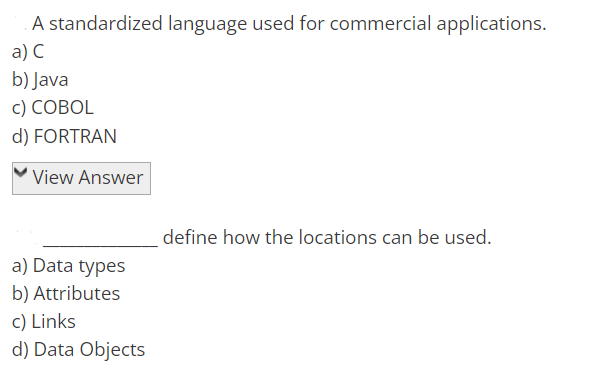 A standardized language used for commercial applications.
a) C
b) Java
c) COBOL
d) FORTRAN
View Answer
______________ define how the locations can be used.
a) Data types
b) Attributes
c) Links
d) Data Objects